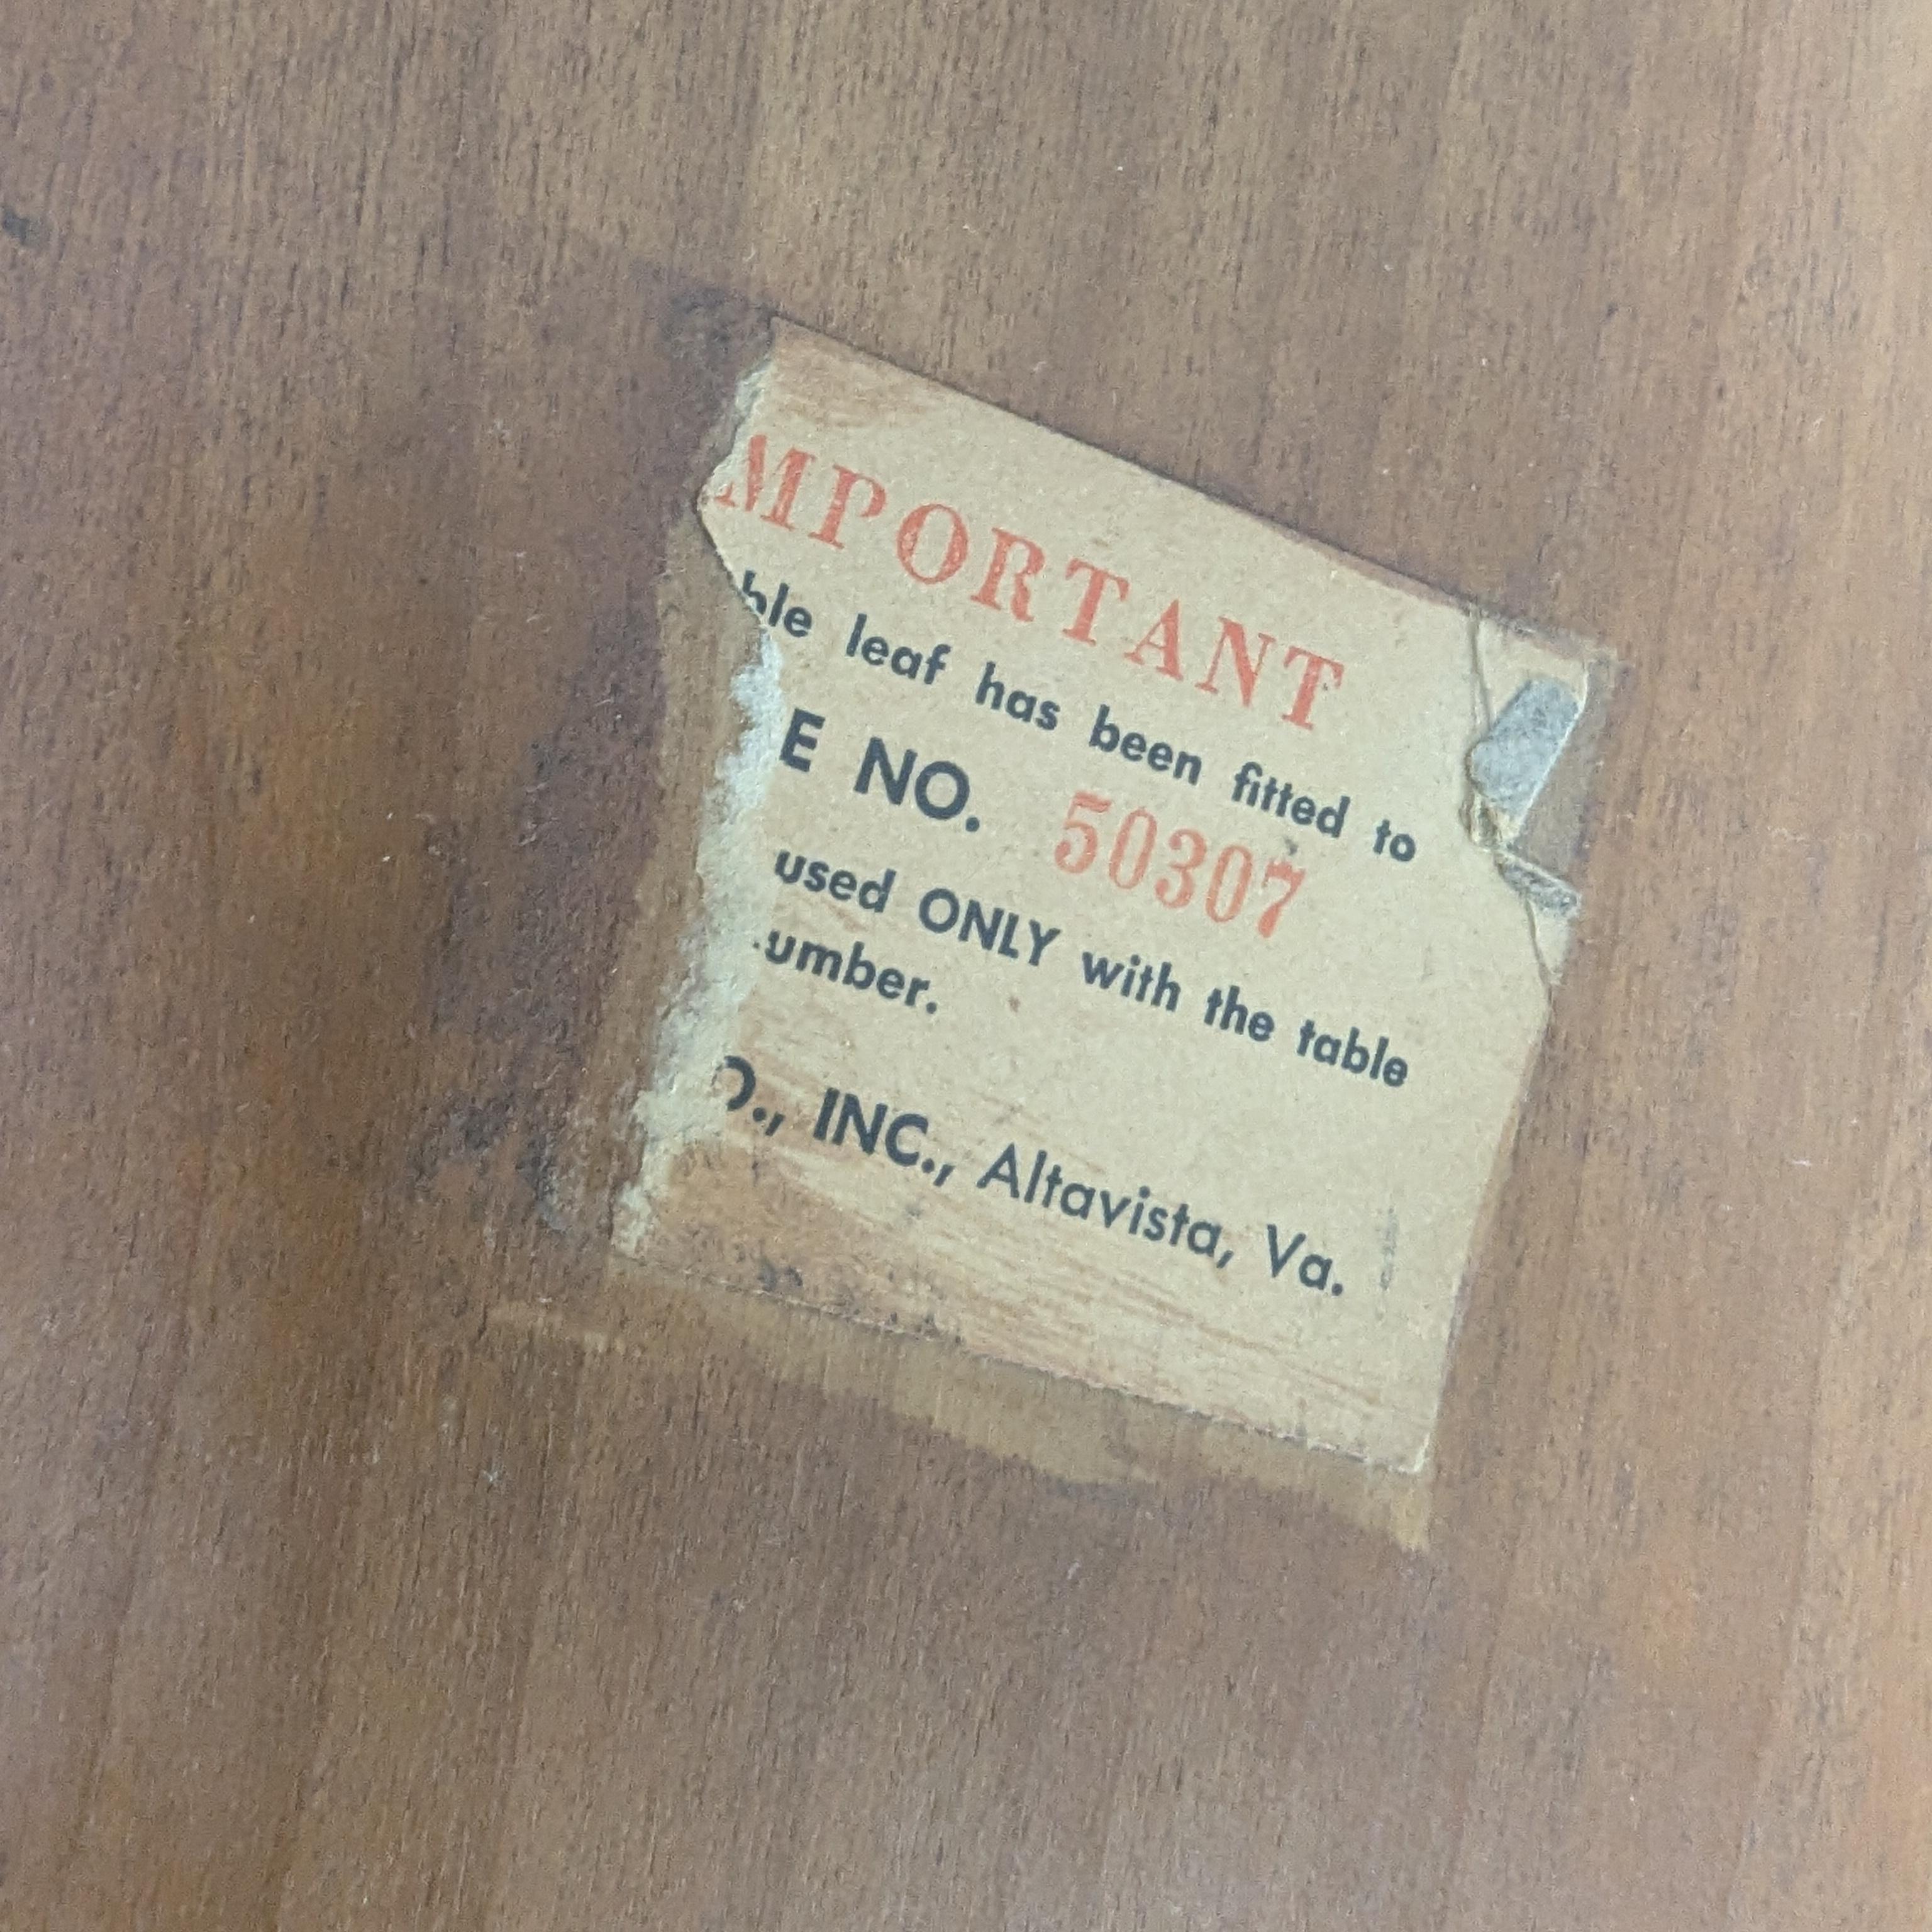 MPORTANT
ble leaf has been fitted to
E NO. 50307
used ONLY with the table
umber.
O., INC., Altavista, Va.